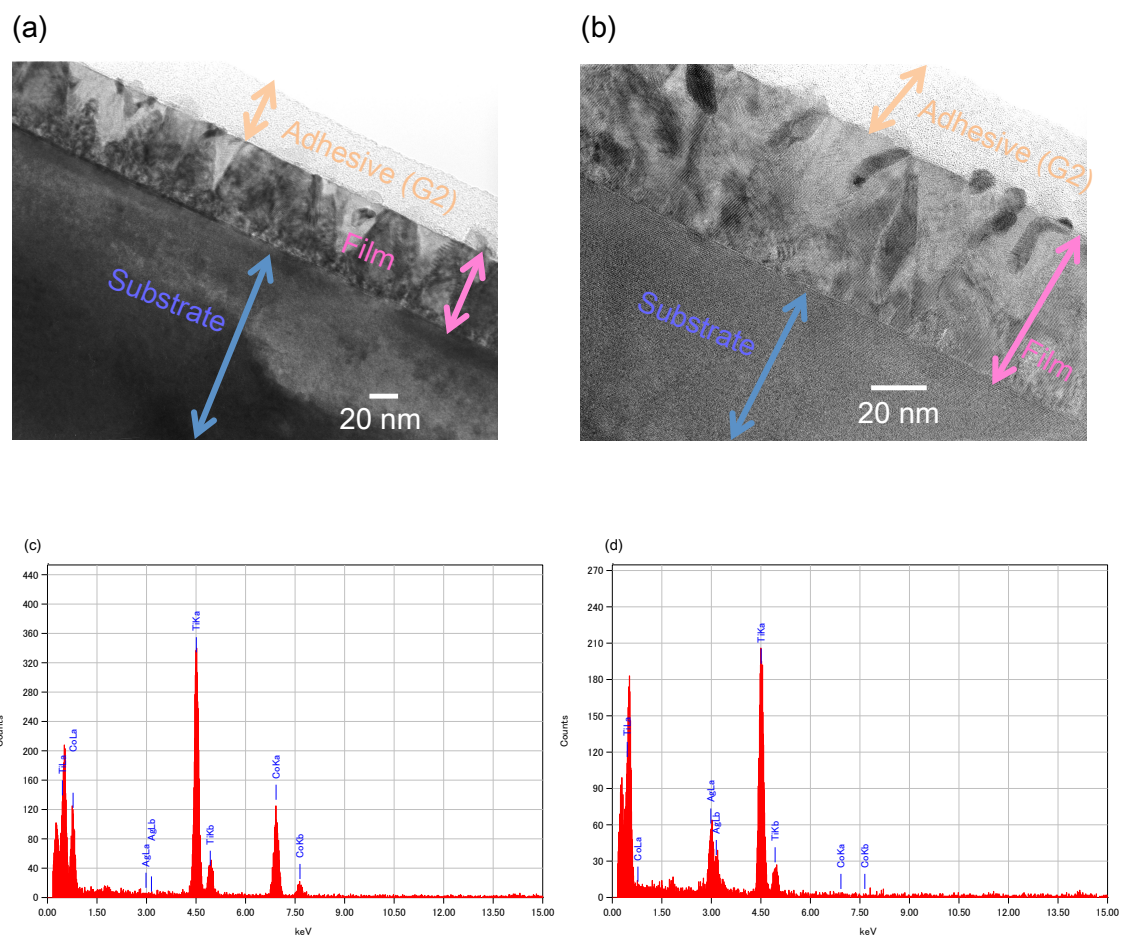 (a)
(b)
Adhesive (G2)
Film
Substrate
20 nm
Adhesive (G2)
Substrate
Film
20 nm
(c)
440
400
360
320
280
240
200
160
120
80
40
0
Counts
TiLa
CoLa
AgLa
AgLb
TiKa
TiKb
CoKa
CoKb
0.00 1.50 3.00 4.50 6.00 7.50 9.00 10.50 12.00 13.50 15.00
keV
(d)
270
240
210
180
150
120
90
60
30
0
Counts
TiLa
CoLa
AgLa
AgLb
TiKa
TiKb
CoKa
CoKb
0.00 1.50 3.00 4.50 6.00 7.50 9.00 10.50 12.00 13.50 15.00
keV